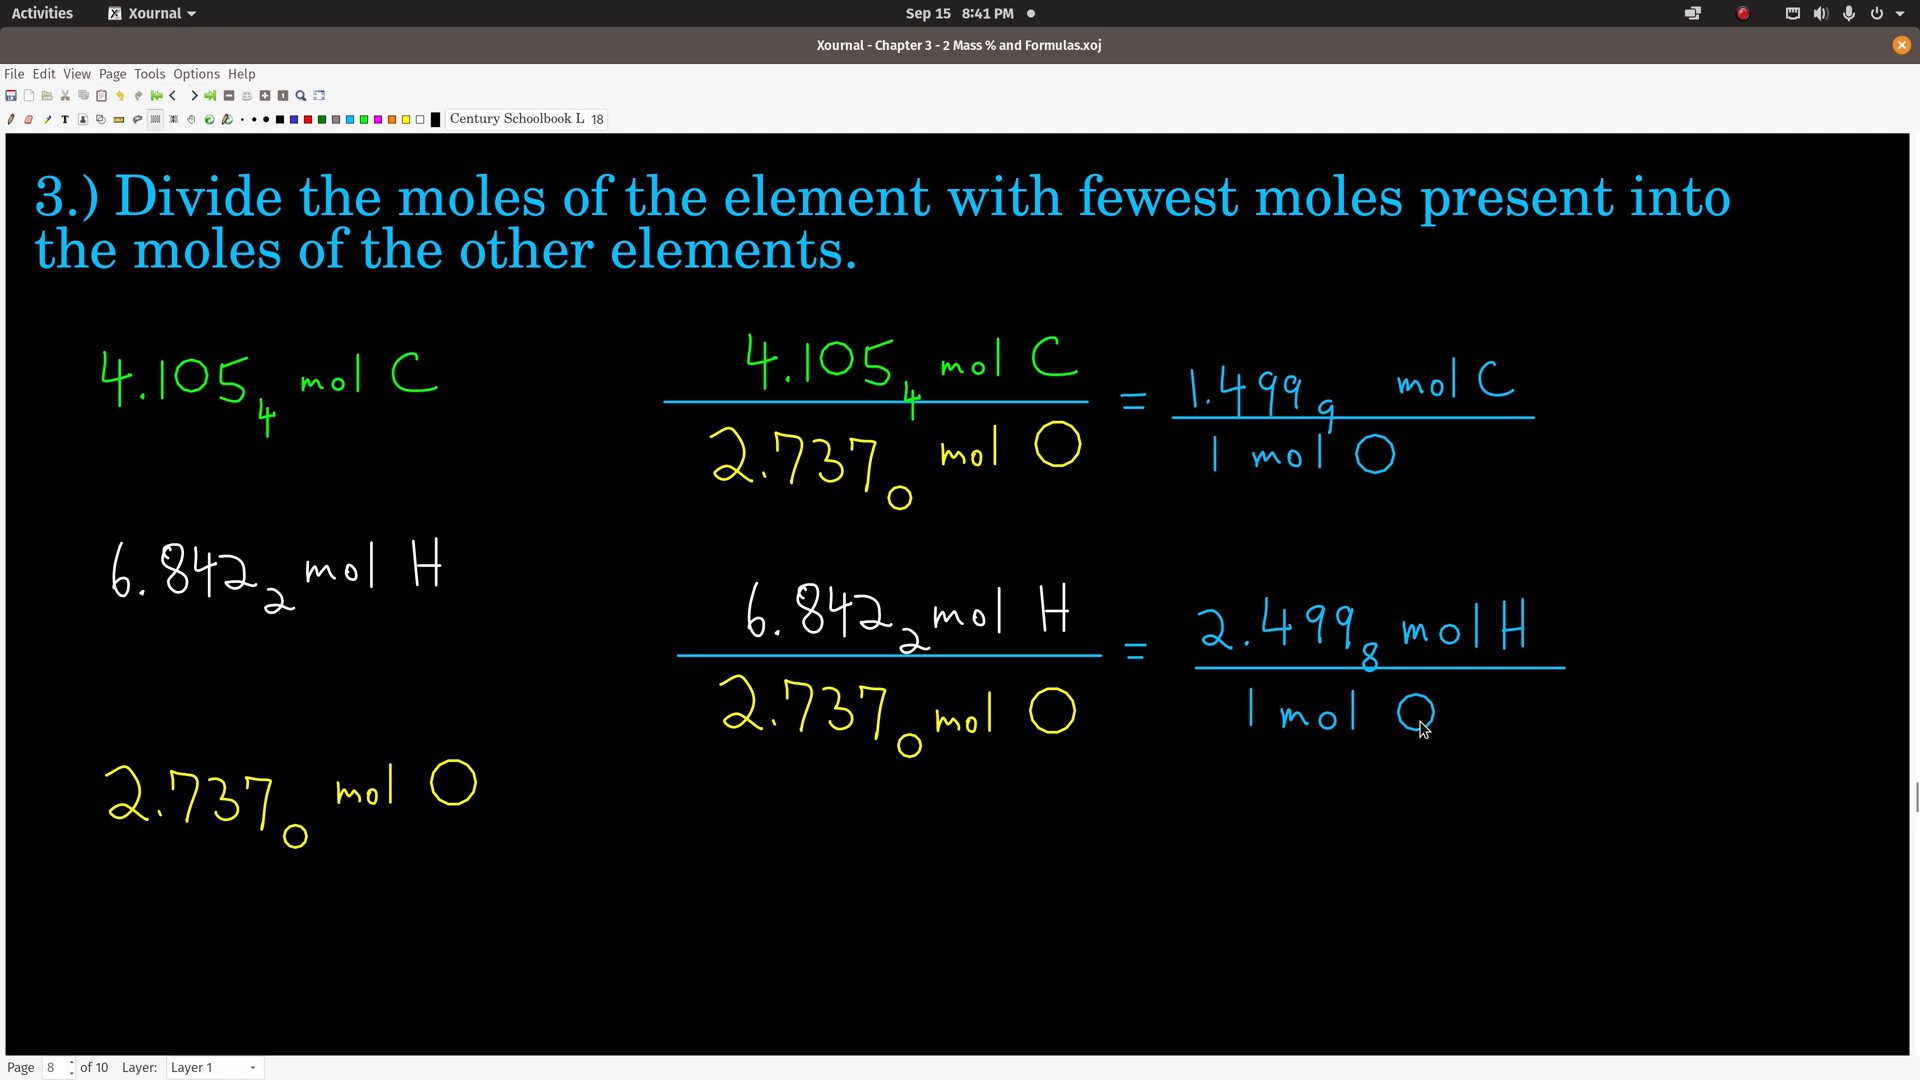 Activities Xournal Sep 15 8:41 PM
Xournal - Chapter 3 - 2 Mass % and Formulas.xoj
File Edit View Page Tools Options Help
Century Schoolbook L 18
3.) Divide the moles of the element with fewest moles present into
the moles of the other elements.
4.105₄ mol C
4.105₄ mol C
2.737₀ mol O
= 1.499₉ mol C
1 mol O
6.842₂ mol H
6.842₂ mol H
2.737₀ mol O
= 2.499₈ mol H
1 mol O
2.737₀ mol O
Page 8 of 10 Layer: Layer 1